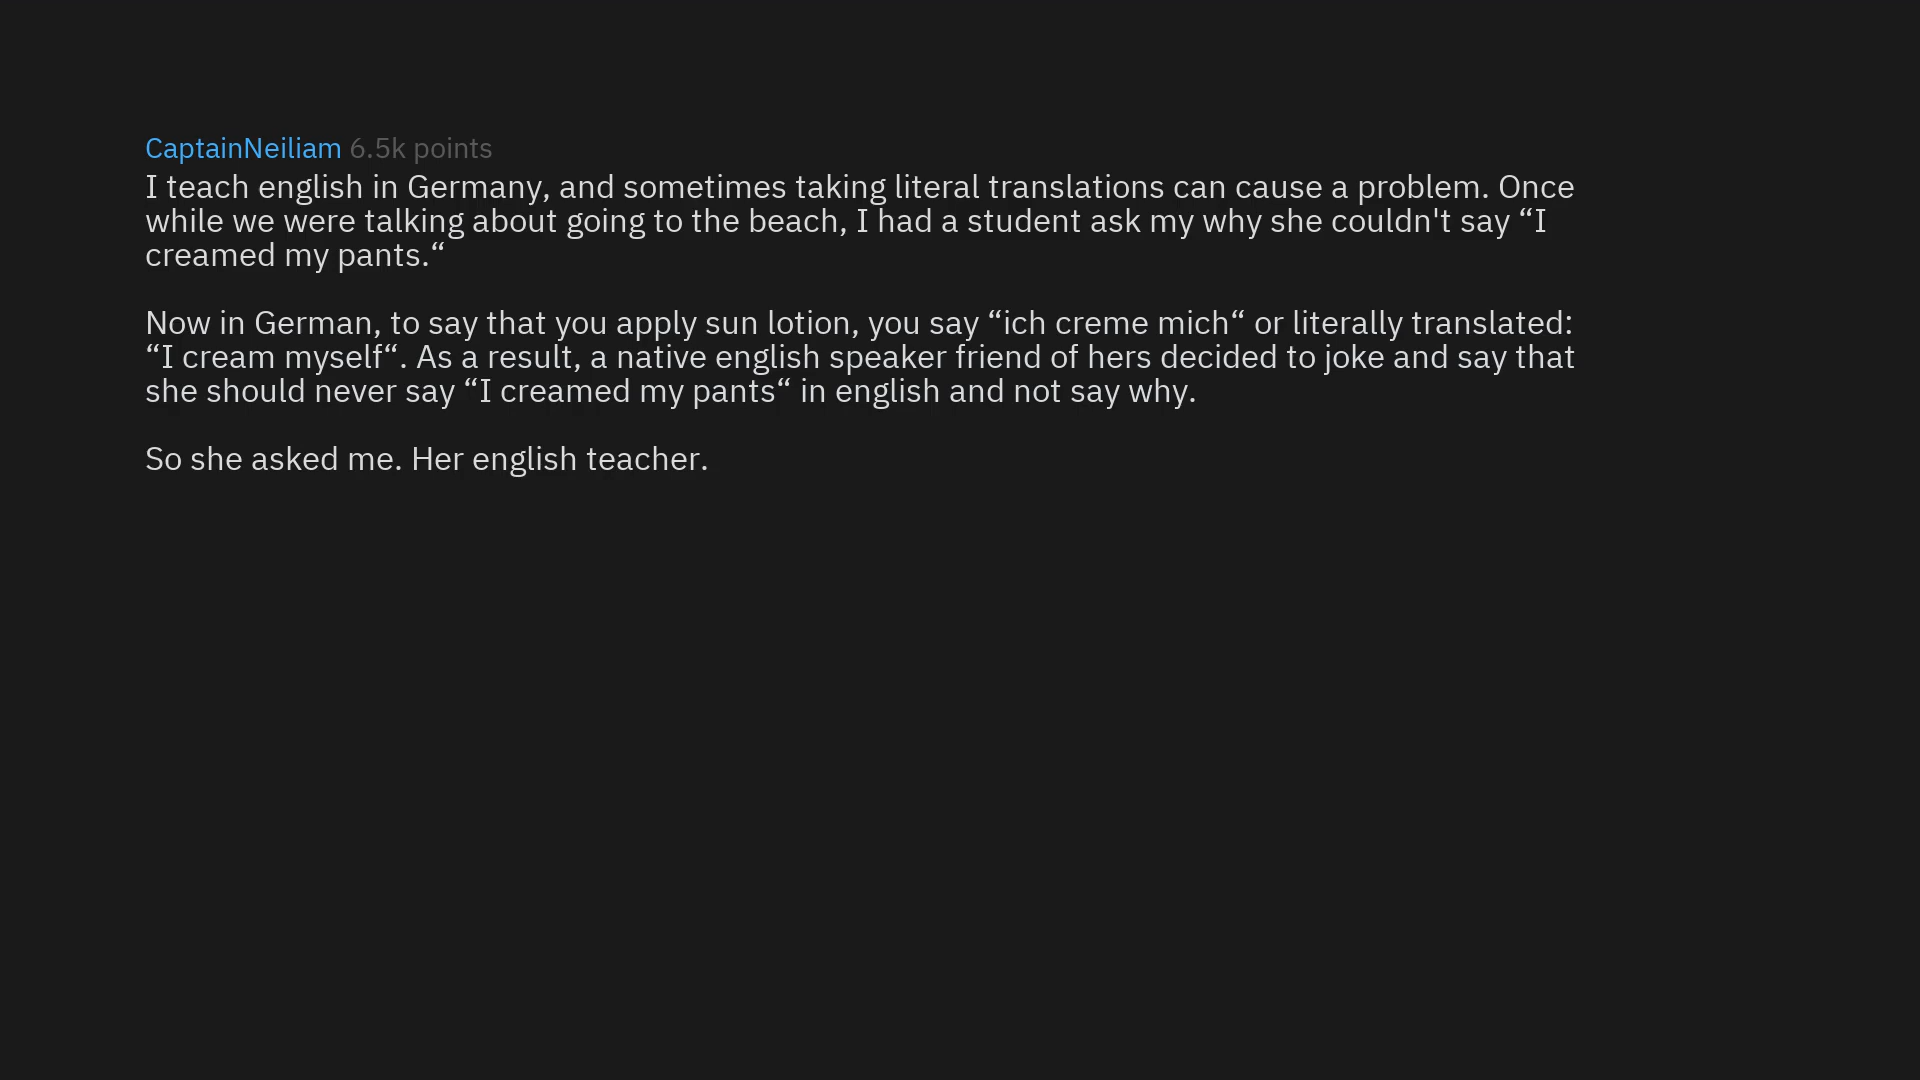 CaptainNeiliam 6.5k points
I teach english in Germany, and sometimes taking literal translations can cause a problem. Once
while we were talking about going to the beach, I had a student ask my why she couldn't say “I
creamed my pants.“
Now in German, to say that you apply sun lotion, you say “ich creme mich“ or literally translated:
“I cream myself“. As a result, a native english speaker friend of hers decided to joke and say that
she should never say “I creamed my pants“ in english and not say why.
So she asked me. Her english teacher.